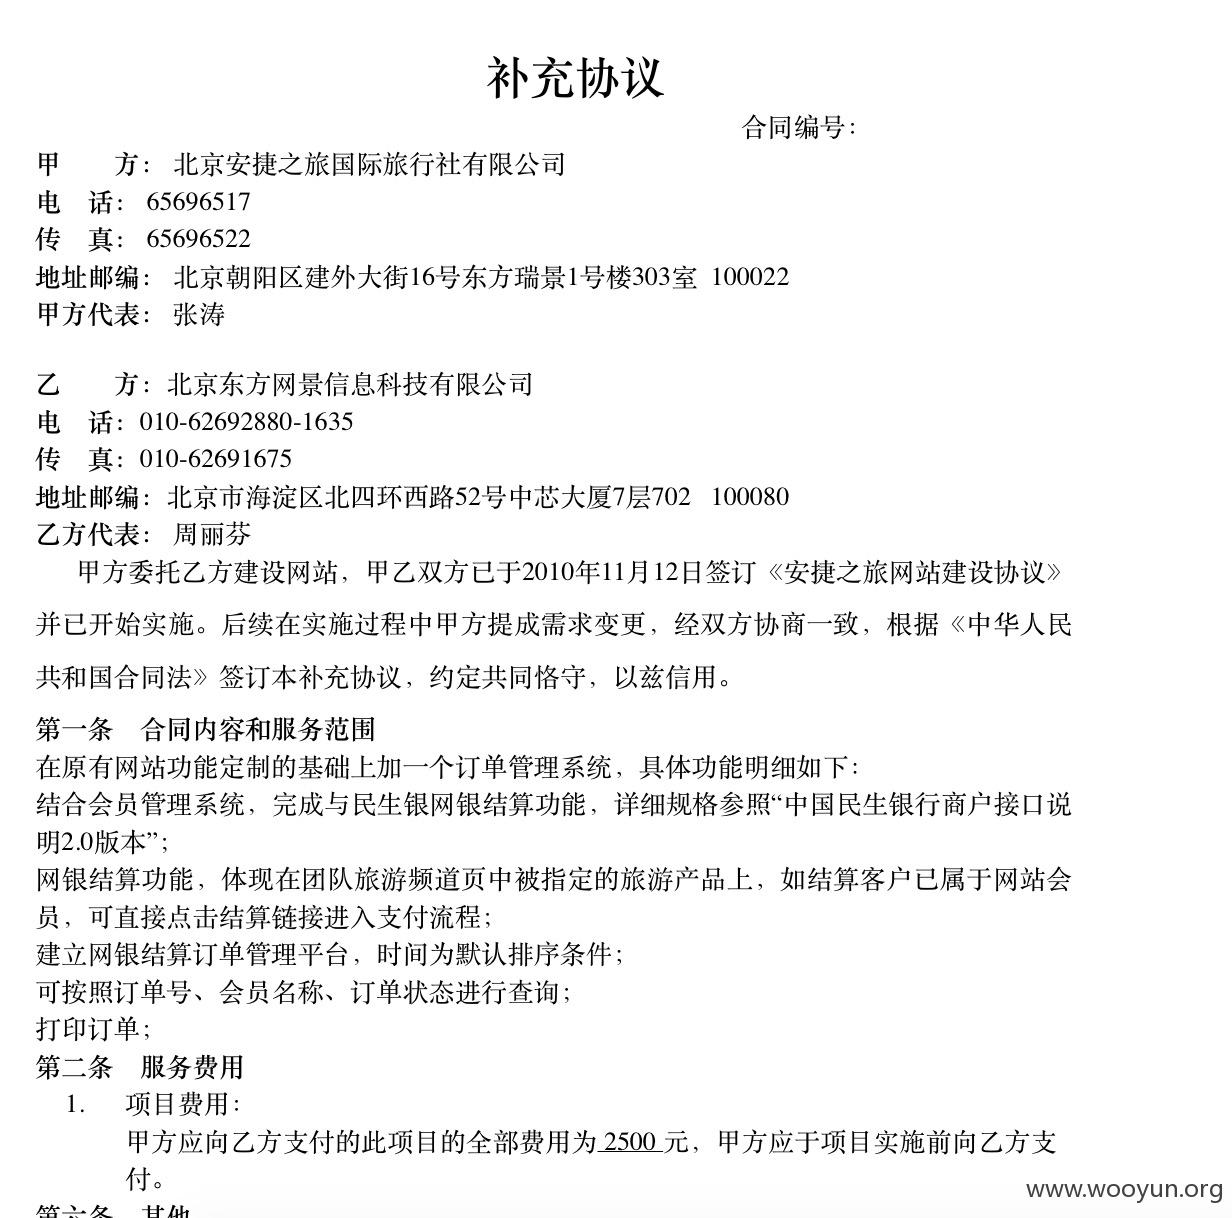 补充协议
合同编号：
甲　　方： 北京安捷之旅国际旅行社有限公司
电　话： 65696517
传　真： 65696522
地址邮编： 北京朝阳区建外大街16号东方瑞景1号楼303室 100022
甲方代表： 张涛
乙　　方：北京东方网景信息科技有限公司
电　话：010-62692880-1635
传　真：010-62691675
地址邮编：北京市海淀区北四环西路52号中芯大厦7层702 100080
乙方代表： 周丽芬
甲方委托乙方建设网站，甲乙双方已于2010年11月12日签订《安捷之旅网站建设协议》
并已开始实施。后续在实施过程中甲方提成需求变更，经双方协商一致，根据《中华人民
共和国合同法》签订本补充协议，约定共同恪守，以兹信用。
第一条　合同内容和服务范围
在原有网站功能定制的基础上加一个订单管理系统，具体功能明细如下：
结合会员管理系统，完成与民生银网银结算功能，详细规格参照“中国民生银行商户接口说
明2.0版本”；
网银结算功能，体现在团队旅游频道页中被指定的旅游产品上，如结算客户已属于网站会
员，可直接点击结算链接进入支付流程；
建立网银结算订单管理平台，时间为默认排序条件；
可按照订单号、会员名称、订单状态进行查询；
打印订单；
第二条　服务费用
1.　项目费用：
甲方应向乙方支付的此项目的全部费用为 2500 元，甲方应于项目实施前向乙方支
付。
第六条　其他
www.wooyun.org